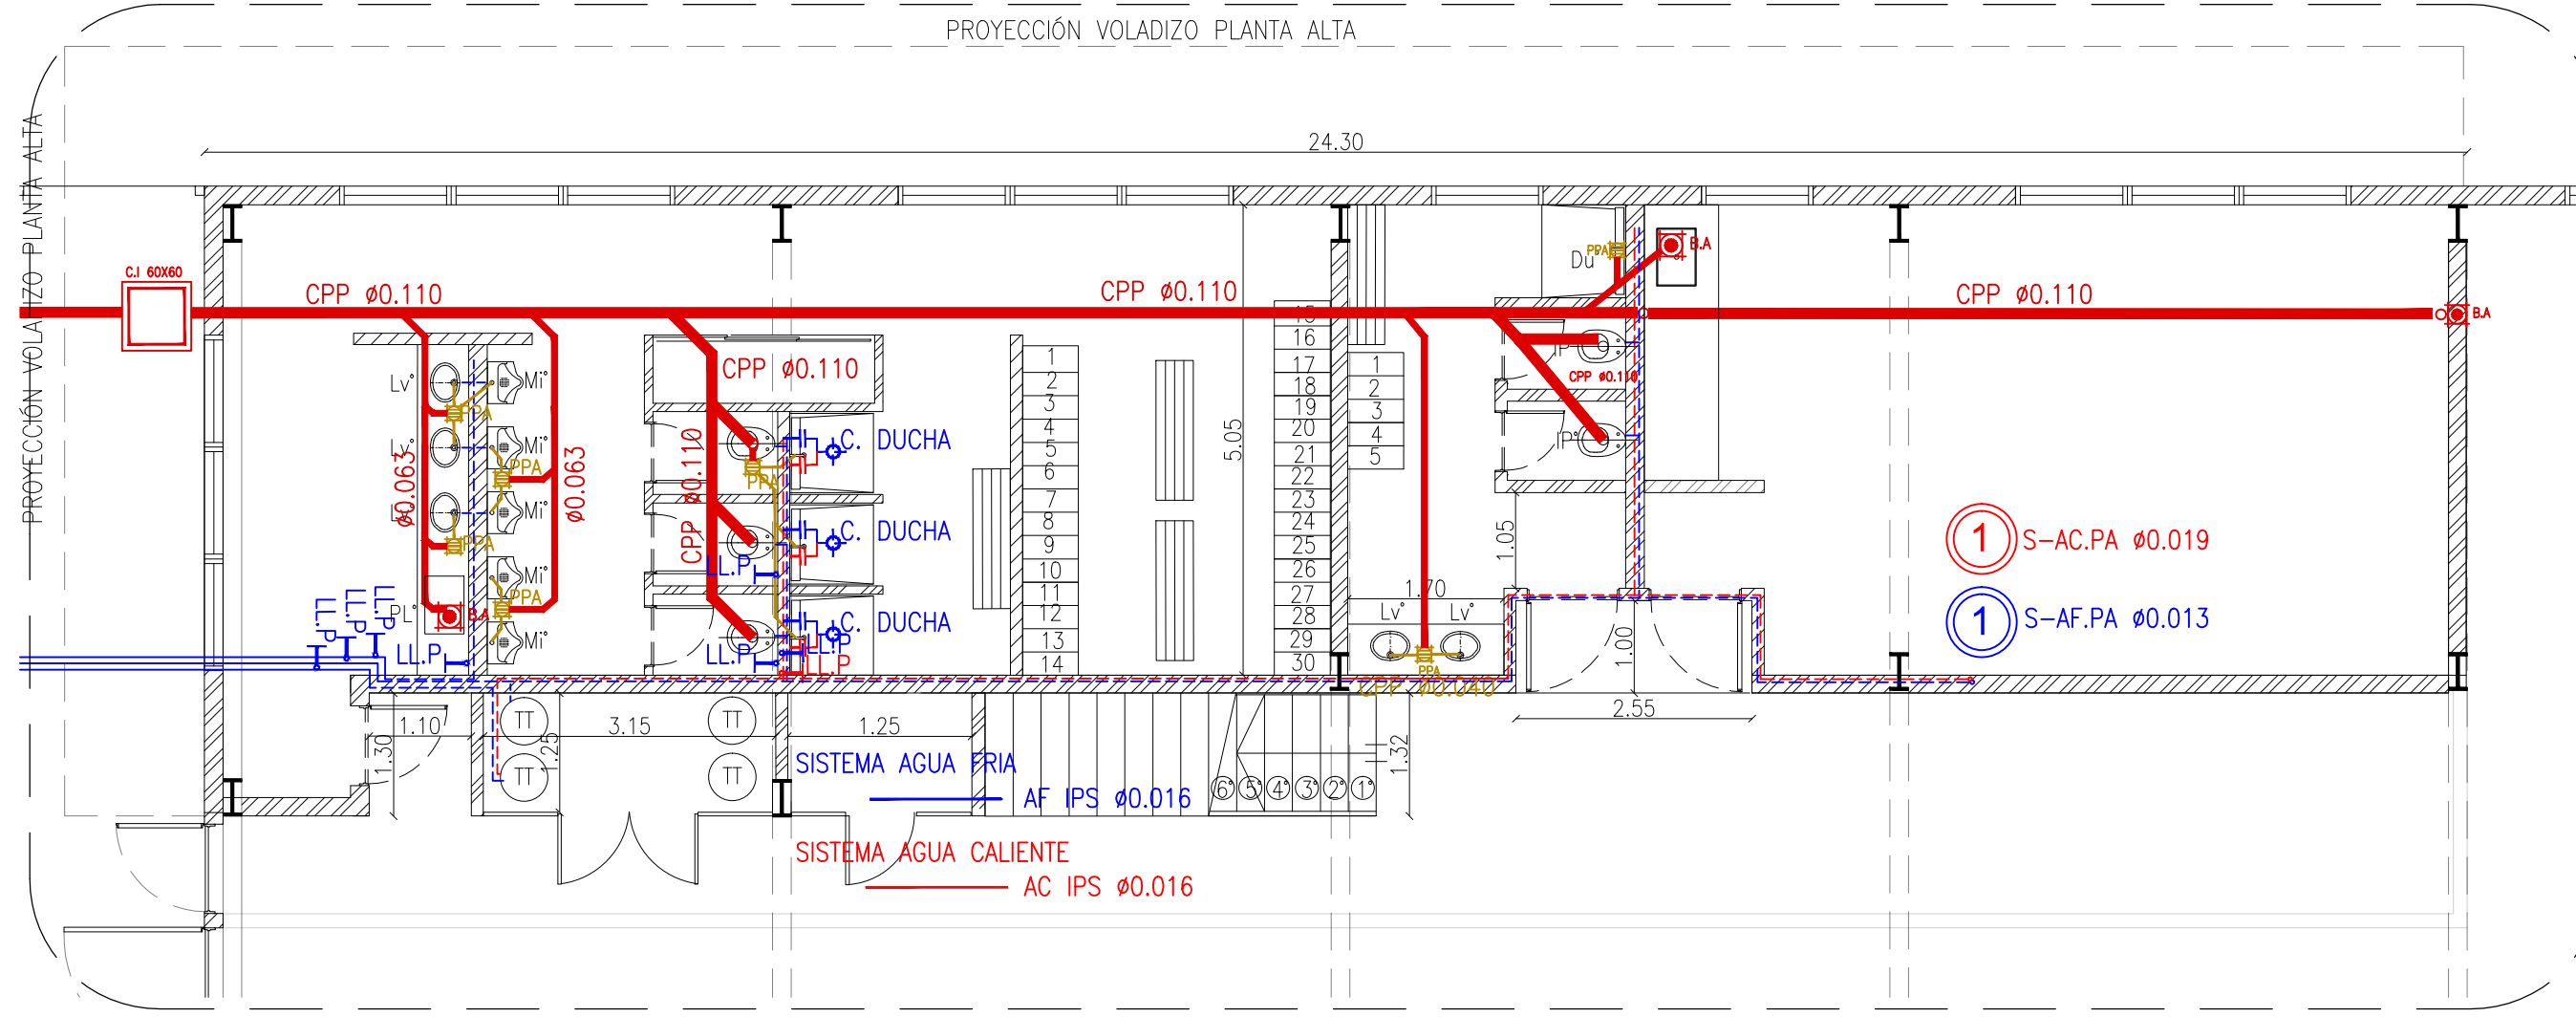 PROYECCIÓN VOLADIZO PLANTA ALTA
PROYECCIÓN VOLADIZO PLANTA ALTA
24.30
C.I 60X60
CPP ø0.110
CPP ø0.110
CPP ø0.110
B.A
B.A
PPA
Du
CPP ø0.110
CPP ø0.110
CPP ø0.110
IP
IP°
Lv°
Lv°
Lv°
PL°
B.A
PPA
PPA
ø0.063
ø0.063
Mi°
Mi°
Mi°
Mi°
Mi°
PPA
PPA
PPA
C. DUCHA
C. DUCHA
C. DUCHA
LL.P
LL.P
LL.P
LL.P
LL.P
LL.P
LL.P
LL.P
1
2
3
4
5
6
7
8
9
10
11
12
13
14
5.05
15
16
17
18
19
20
21
22
23
24
25
26
27
28
29
30
1
2
3
4
5
1.05
1.70
Lv°
Lv°
PPA
CPP ø0.040
1.00
2.55
1 S-AC.PA ø0.019
1 S-AF.PA ø0.013
1.10
1.30
TT
TT
TT
TT
3.15
1.25
1.25
1.32
6° 5° 4° 3° 2° 1°
SISTEMA AGUA FRIA
AF IPS ø0.016
SISTEMA AGUA CALIENTE
AC IPS ø0.016